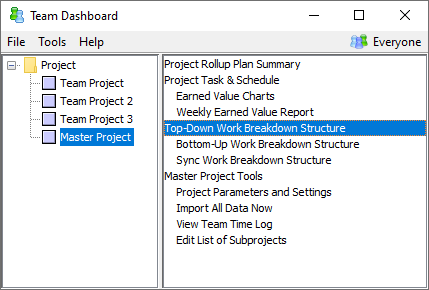 Team Dashboard
File Tools Help Everyone
Project
Team Project
Team Project 2
Team Project 3
Master Project
Project Rollup Plan Summary
Project Task & Schedule
Earned Value Charts
Weekly Earned Value Report
Top-Down Work Breakdown Structure
Bottom-Up Work Breakdown Structure
Sync Work Breakdown Structure
Master Project Tools
Project Parameters and Settings
Import All Data Now
View Team Time Log
Edit List of Subprojects